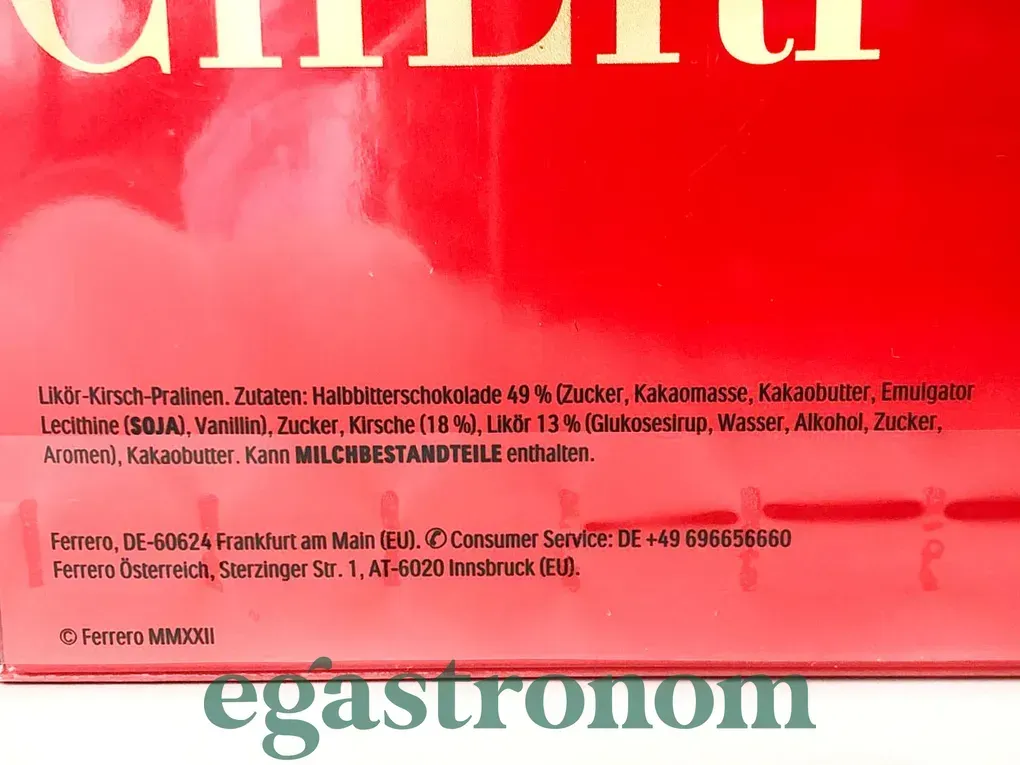 Likör-Kirsch-Pralinen. Zutaten: Halbbitterschokolade 49 % (Zucker, Kakaomasse, Kakaobutter, Emulgator
Lecithine (SOJA), Vanillin), Zucker, Kirsche (18 %), Likör 13 % (Glukosesirup, Wasser, Alkohol, Zucker,
Aromen), Kakaobutter. Kann MILCHBESTANDTEILE enthalten.
Ferrero, DE-60624 Frankfurt am Main (EU). ✆ Consumer Service: DE +49 696656660
Ferrero Österreich, Sterzinger Str. 1, AT-6020 Innsbruck (EU).
© Ferrero MMXXII
egastronom